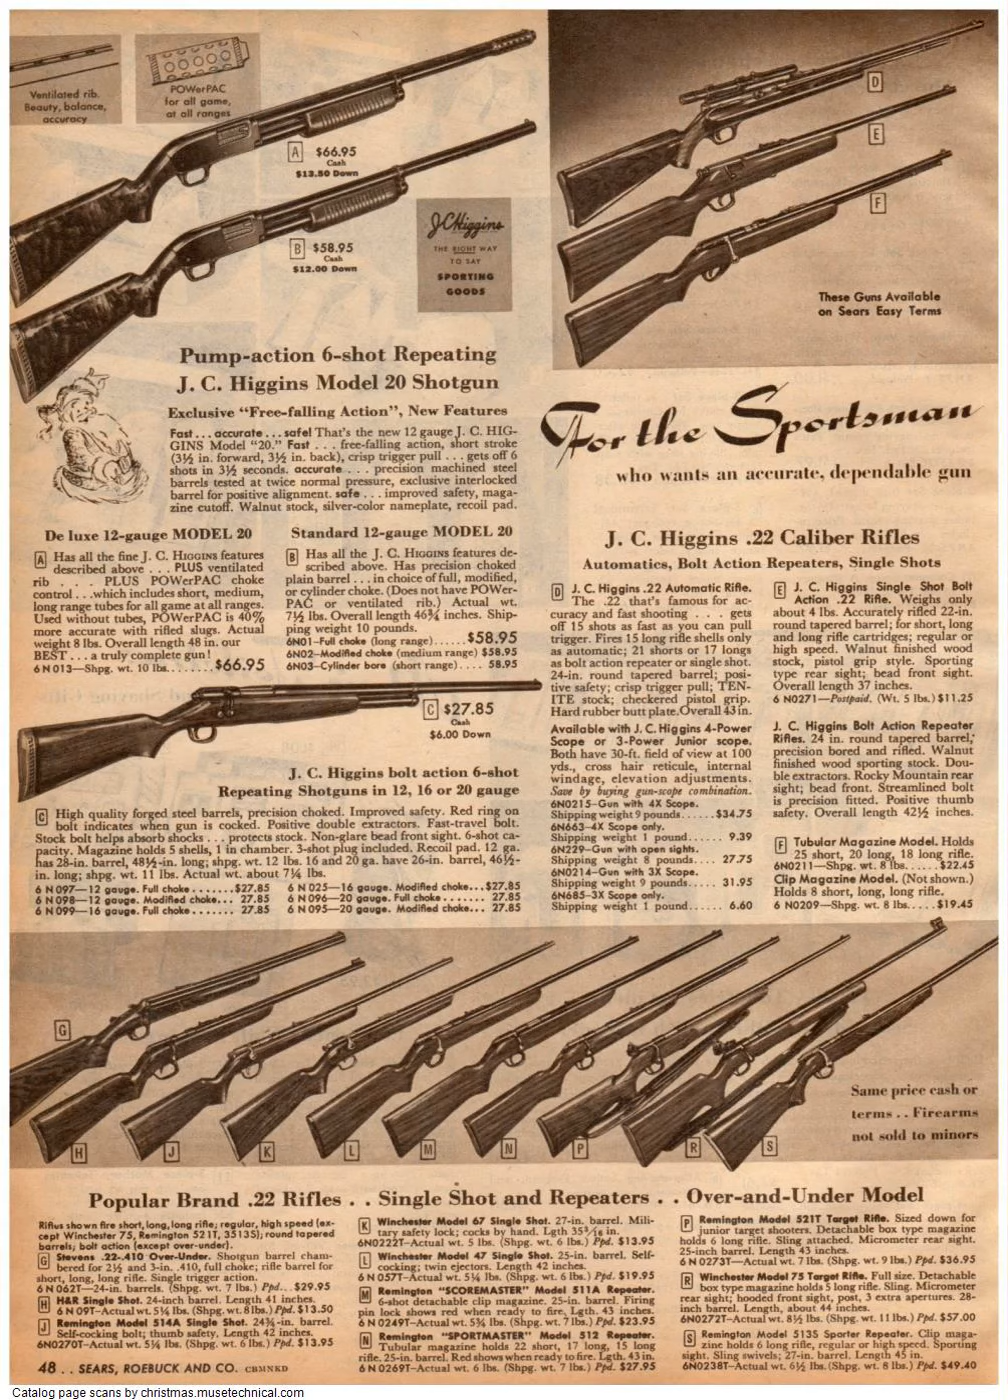 Ventilated rib.
Beauty, balance,
accuracy
POWerPAC
for all game,
at all ranges
A $66.95
Cash
$13.50 Down
B $58.95
Cash
$12.00 Down
J.C.Higgins
THE RIGHT WAY
TO SAY
SPORTING
GOODS
D
E
F
These Guns Available
on Sears Easy Terms
Pump-action 6-shot Repeating
J. C. Higgins Model 20 Shotgun
Exclusive "Free-falling Action", New Features
Fast... accurate... safe! That's the new 12 gauge J. C. HIG-
GINS Model "20." Fast . . . free-falling action, short stroke
(3½ in. forward, 3½ in. back), crisp trigger pull . . . gets off 6
shots in 3½ seconds. accurate . . . precision machined steel
barrels tested at twice normal pressure, exclusive interlocked
barrel for positive alignment. safe . . . improved safety, maga-
zine cutoff. Walnut stock, silver-color nameplate, recoil pad.
De luxe 12-gauge MODEL 20
A Has all the fine J. C. HIGGINS features
described above . . . PLUS ventilated
rib . . . PLUS POWerPAC choke
control . . .which includes short, medium,
long range tubes for all game at all ranges.
Used without tubes, POWerPAC is 40%
more accurate with rifled slugs. Actual
weight 8 lbs. Overall length 48 in. our
BEST . . . a truly complete gun!
6 N 013—Shpg. wt. 10 lbs........$66.95
Standard 12-gauge MODEL 20
B Has all the J. C. HIGGINS features de-
scribed above. Has precision choked
plain barrel . . . in choice of full, modified,
or cylinder choke. (Does not have POWer-
PAC or ventilated rib.) Actual wt.
7½ lbs. Overall length 46¾ inches. Ship-
ping weight 10 pounds.
6N01—Full choke (long range)......$58.95
6N02—Modified choke (medium range) $58.95
6N03—Cylinder bore (short range).... 58.95
C $27.85
Cash
$6.00 Down
J. C. Higgins bolt action 6-shot
Repeating Shotguns in 12, 16 or 20 gauge
C High quality forged steel barrels, precision choked. Improved safety. Red ring on
bolt indicates when gun is cocked. Positive double extractors. Fast-travel bolt.
Stock bolt helps absorb shocks . . . protects stock. Non-glare bead front sight. 6-shot ca-
pacity. Magazine holds 5 shells, 1 in chamber. 3-shot plug included. Recoil pad. 12 ga.
has 28-in. barrel, 48½-in. long; shpg. wt. 12 lbs. 16 and 20 ga. have 26-in. barrel, 46½-
in. long; shpg. wt. 11 lbs. Actual wt. about 7¼ lbs.
6 N 097—12 gauge. Full choke.......$27.85
6 N 098—12 gauge. Modified choke... 27.85
6 N 099—16 gauge. Full choke....... 27.85
6 N 025—16 gauge. Modified choke...$27.85
6 N 096—20 gauge. Full choke....... 27.85
6 N 095—20 gauge. Modified choke... 27.85
For the Sportsman
who wants an accurate, dependable gun
J. C. Higgins .22 Caliber Rifles
Automatics, Bolt Action Repeaters, Single Shots
D J. C. Higgins .22 Automatic Rifle.
The .22 that's famous for ac-
curacy and fast shooting . . . gets
off 15 shots as fast as you can pull
trigger. Fires 15 long rifle shells only
as automatic; 21 shorts or 17 longs
as bolt action repeater or single shot.
24-in. round tapered barrel; posi-
tive safety; crisp trigger pull; TEN-
ITE stock; checkered pistol grip.
Hard rubber butt plate. Overall 43 in.
Available with J. C. Higgins 4-Power
Scope or 3-Power Junior scope.
Both have 30-ft. field of view at 100
yds., cross hair reticule, internal
windage, elevation adjustments.
Save by buying gun-scope combination.
6N0215—Gun with 4X Scope.
Shipping weight 9 pounds......$34.75
6N663—4X Scope only.
Shipping weight 1 pound...... 9.39
6N229—Gun with open sights.
Shipping weight 8 pounds.... 27.75
6N0214—Gun with 3X Scope.
Shipping weight 9 pounds..... 31.95
6N685—3X Scope only.
Shipping weight 1 pound...... 6.60
E J. C. Higgins Single Shot Bolt
Action .22 Rifle. Weighs only
about 4 lbs. Accurately rifled 22-in.
round tapered barrel; for short, long
and long rifle cartridges; regular or
high speed. Walnut finished wood
stock, pistol grip style. Sporting
type rear sight; bead front sight.
Overall length 37 inches.
6 N0271—Postpaid. (Wt. 5 lbs.) $11.25
J. C. Higgins Bolt Action Repeater
Rifles. 24 in. round tapered barrel,
precision bored and rifled. Walnut
finished wood sporting stock. Dou-
ble extractors. Rocky Mountain rear
sight; bead front. Streamlined bolt
is precision fitted. Positive thumb
safety. Overall length 42½ inches.
F Tubular Magazine Model. Holds
25 short, 20 long, 18 long rifle.
6N0211—Shpg. wt. 8 lbs......$22.45
Clip Magazine Model. (Not shown.)
Holds 8 short, long, long rifle.
6 N0209—Shpg. wt. 8 lbs.....$19.45
G
H
J
K
L
M
N
P
R
S
Same price cash or
terms . . Firearms
not sold to minors
Popular Brand .22 Rifles . . Single Shot and Repeaters . . Over-and-Under Model
Rifles shown fire short, long, long rifle; regular, high speed (ex-
cept Winchester 75, Remington 521T, 3513S); round tapered
barrels; bolt action (except over-under).
G Stevens .22-.410 Over-Under. Shotgun barrel cham-
bered for 2½ and 3-in. .410, full choke; rifle barrel for
short, long, long rifle. Single trigger action.
6 N 062T—24-in. barrels. (Shpg. wt. 7 lbs.) Ppd... $29.95
H H&R Single Shot. 24-inch barrel. Length 41 inches.
6 N 09T—Actual wt. 5¼ lbs. (Shpg. wt. 8 lbs.) Ppd. $13.50
J Remington Model 514A Single Shot. 24¾-in. barrel.
Self-cocking bolt; thumb safety. Length 42 inches.
6N0270T—Actual wt. 5¼ lbs. (Shpg. wt. 6 lbs.) Ppd. $13.95
K Winchester Model 67 Single Shot. 27-in. barrel. Mili-
tary safety lock; cocks by hand. Lgth 35⁵⁄₁₆ in.
6N0222T—Actual wt. 5 lbs. (Shpg. wt. 6 lbs.) Ppd. $13.95
L Winchester Model 47 Single Shot. 25-in. barrel. Self-
cocking; twin ejectors. Length 42 inches.
6 N 057T—Actual wt. 5¼ lbs. (Shpg. wt. 6 lbs.) Ppd. $19.95
M Remington "SCOREMASTER" Model 511A Repeater.
6-shot detachable clip magazine. 25-in. barrel. Firing
pin lock shows red when ready to fire. Lgth. 43 inches
6 N 0249T—Actual wt. 5¾ lbs. (Shpg. wt. 7 lbs.) Ppd. $23.95
N Remington "SPORTMASTER" Model 512 Repeater.
Tubular magazine holds 22 short, 17 long, 15 long
rifle. 25-in. barrel. Red shows when ready to fire. Lgth. 43 in.
6 N 0269T—Actual wt. 6 lbs. (Shpg. wt. 7 lbs.) Ppd. $27.95
P Remington Model 521T Target Rifle. Sized down for
junior target shooters. Detachable box type magazine
holds 6 long rifle. Sling attached. Micrometer rear sight.
25-inch barrel. Length 43 inches.
6 N 0273T—Actual wt. 7 lbs. (Shpg. wt. 9 lbs.) Ppd. $36.95
R Winchester Model 75 Target Rifle. Full size. Detachable
box type magazine holds 5 long rifle. Sling. Micrometer
rear sight; hooded front sight, post, 3 extra apertures. 28-
inch barrel. Length, about 44 inches.
6N0272T—Actual wt. 8½ lbs. (Shpg. wt. 11 lbs.) Ppd. $57.00
S Remington Model 513S Sporter Repeater. Clip maga-
zine holds 6 long rifle, regular or high speed. Sporting
sight. Sling swivels; 27-in. barrel. Length 45 in.
6N0238T—Actual wt. 6½ lbs. (Shpg. wt. 8 lbs.) Ppd. $49.40
48 . . SEARS, ROEBUCK AND CO. CBMNKD
Catalog page scans by christmas.musetechnical.com